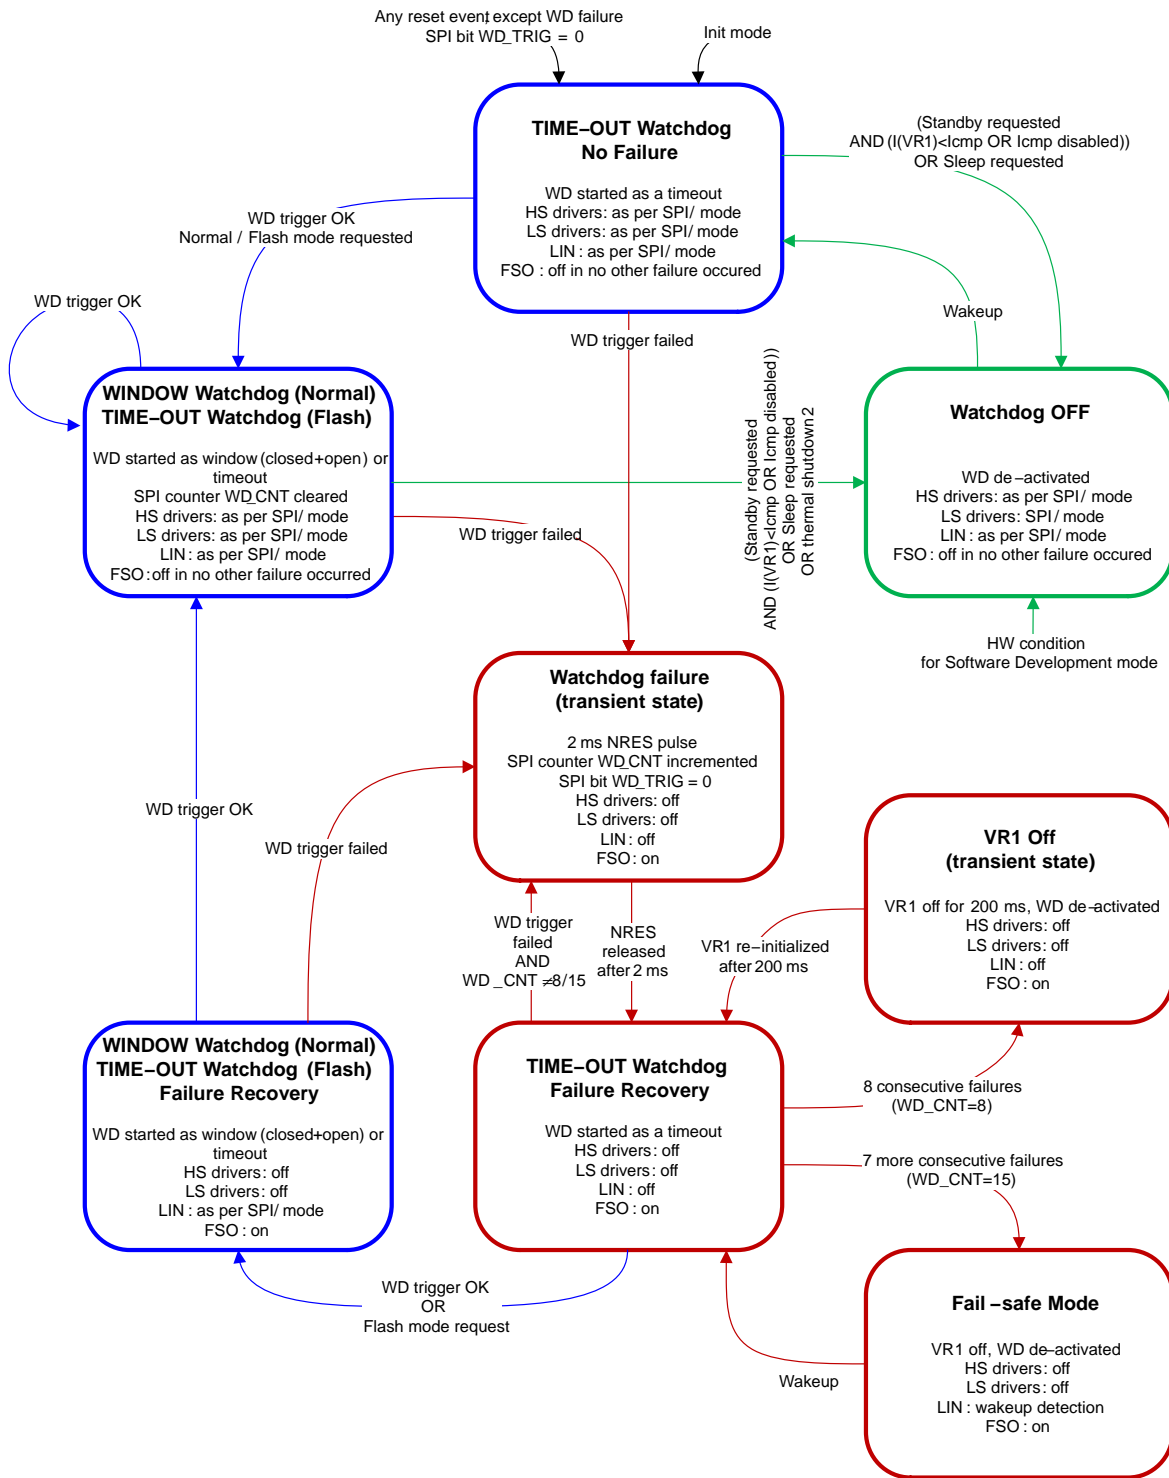 Any reset event, except WD failure
SPI bit WD_TRIG = 0
Init mode
TIME–OUT Watchdog
No Failure
WD started as a timeout
HS drivers: as per SPI/ mode
LS drivers: as per SPI/ mode
LIN : as per SPI/ mode
FSO : off in no other failure occured
(Standby requested
AND (I(VR1)<Icmp OR Icmp disabled))
OR Sleep requested
WD trigger OK
Normal / Flash mode requested
Wakeup
WD trigger OK
WD trigger failed
WINDOW Watchdog (Normal)
TIME–OUT Watchdog (Flash)
WD started as window (closed+open) or
timeout
SPI counter WD_CNT cleared
HS drivers: as per SPI/ mode
LS drivers: as per SPI/ mode
LIN : as per SPI/ mode
FSO : off in no other failure occurred
(Standby requested
AND (I(VR1)<Icmp OR Icmp disabled))
OR Sleep requested
OR thermal shutdown 2
Watchdog OFF
WD de–activated
HS drivers: as per SPI/ mode
LS drivers: SPI/ mode
LIN : as per SPI/ mode
FSO : off in no other failure occured
WD trigger failed
HW condition
for Software Development mode
Watchdog failure
(transient state)
2 ms NRES pulse
SPI counter WD_CNT incremented
SPI bit WD_TRIG = 0
HS drivers: off
LS drivers: off
LIN : off
FSO : on
WD trigger OK
WD trigger failed
VR1 Off
(transient state)
VR1 off for 200 ms, WD de–activated
HS drivers: off
LS drivers: off
LIN : off
FSO : on
WD trigger
failed
AND
WD _CNT ≠8/15
NRES
released
after 2 ms
VR1 re–initialized
after 200 ms
WINDOW Watchdog (Normal)
TIME–OUT Watchdog (Flash)
Failure Recovery
WD started as window (closed+open) or
timeout
HS drivers: off
LS drivers: off
LIN : as per SPI/ mode
FSO : on
TIME–OUT Watchdog
Failure Recovery
WD started as a timeout
HS drivers: off
LS drivers: off
LIN : off
FSO : on
8 consecutive failures
(WD_CNT=8)
7 more consecutive failures
(WD_CNT=15)
WD trigger OK
OR
Flash mode request
Wakeup
Fail –safe Mode
VR1 off, WD de–activated
HS drivers: off
LS drivers: off
LIN : wakeup detection
FSO : on